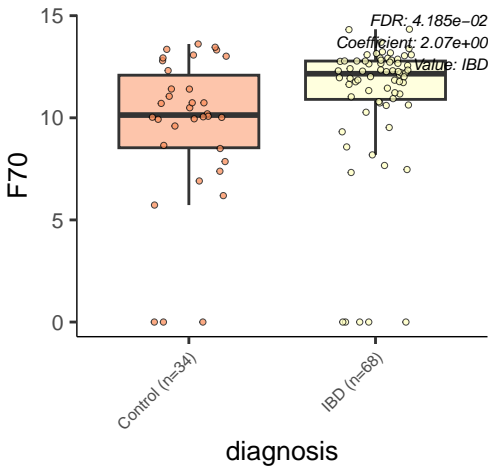 FDR: 4.185e−02
Coefficient: 2.07e+00
Value: IBD
15
10
5
0
F70
Control (n=34)
IBD (n=68)
diagnosis